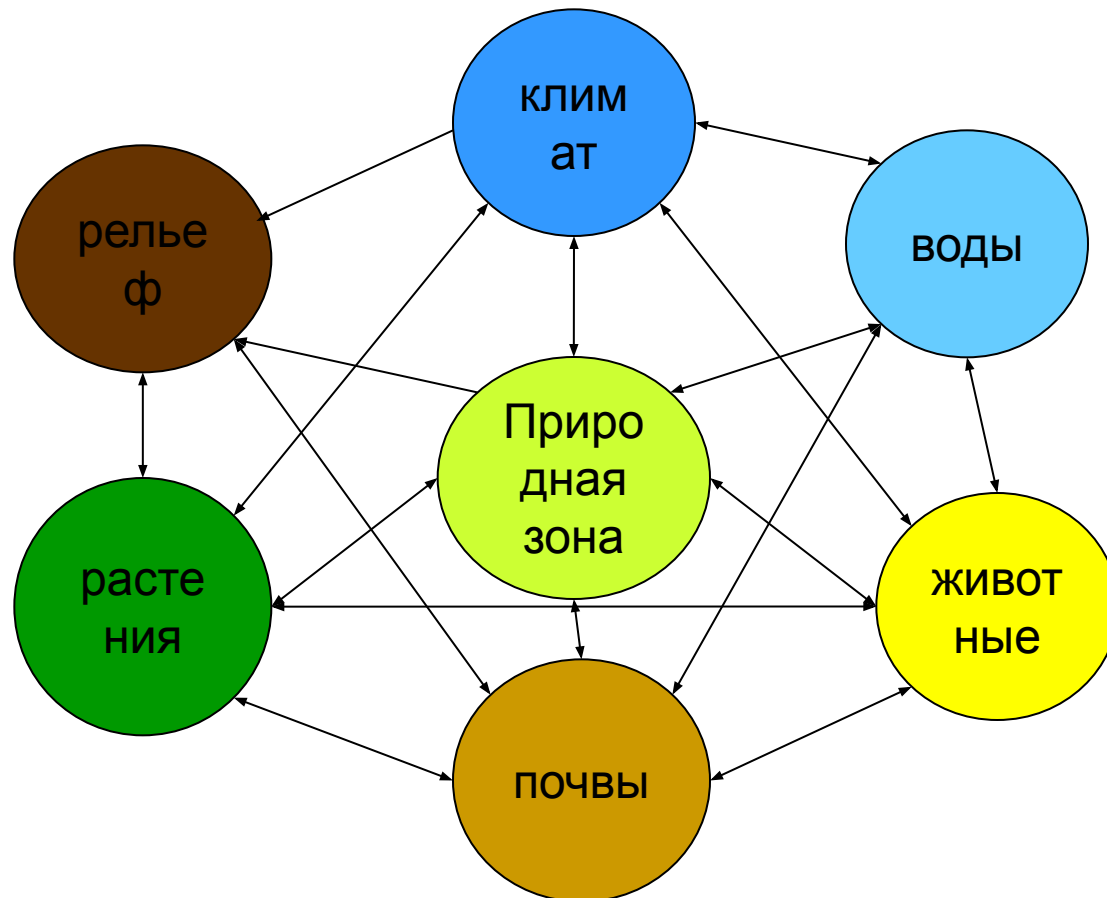 клим
ат
релье
ф
воды
Приро
дная
зона
расте
ния
живот
ные
почвы